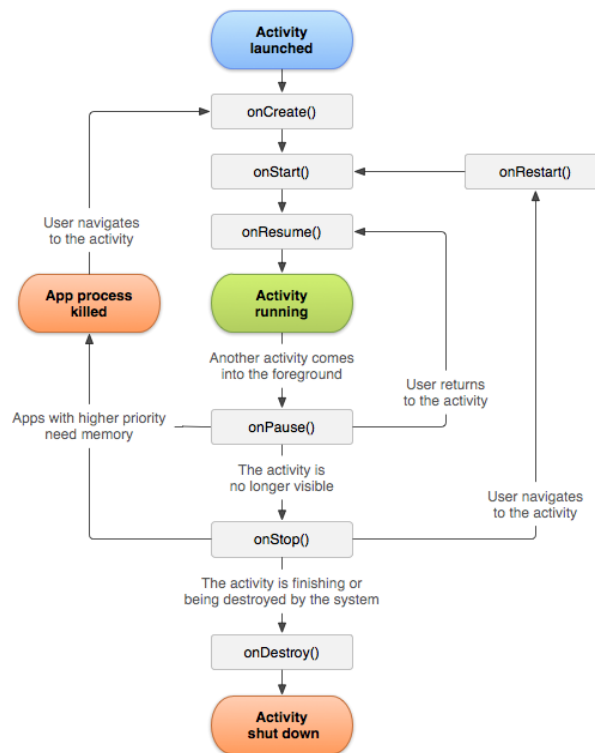 Activity
launched
onCreate()
onStart()
onRestart()
User navigates
to the activity
onResume()
App process
killed
Activity
running
Another activity comes
into the foreground
User returns
to the activity
Apps with higher priority
need memory
onPause()
The activity is
no longer visible
User navigates
to the activity
onStop()
The activity is finishing or
being destroyed by the system
onDestroy()
Activity
shut down